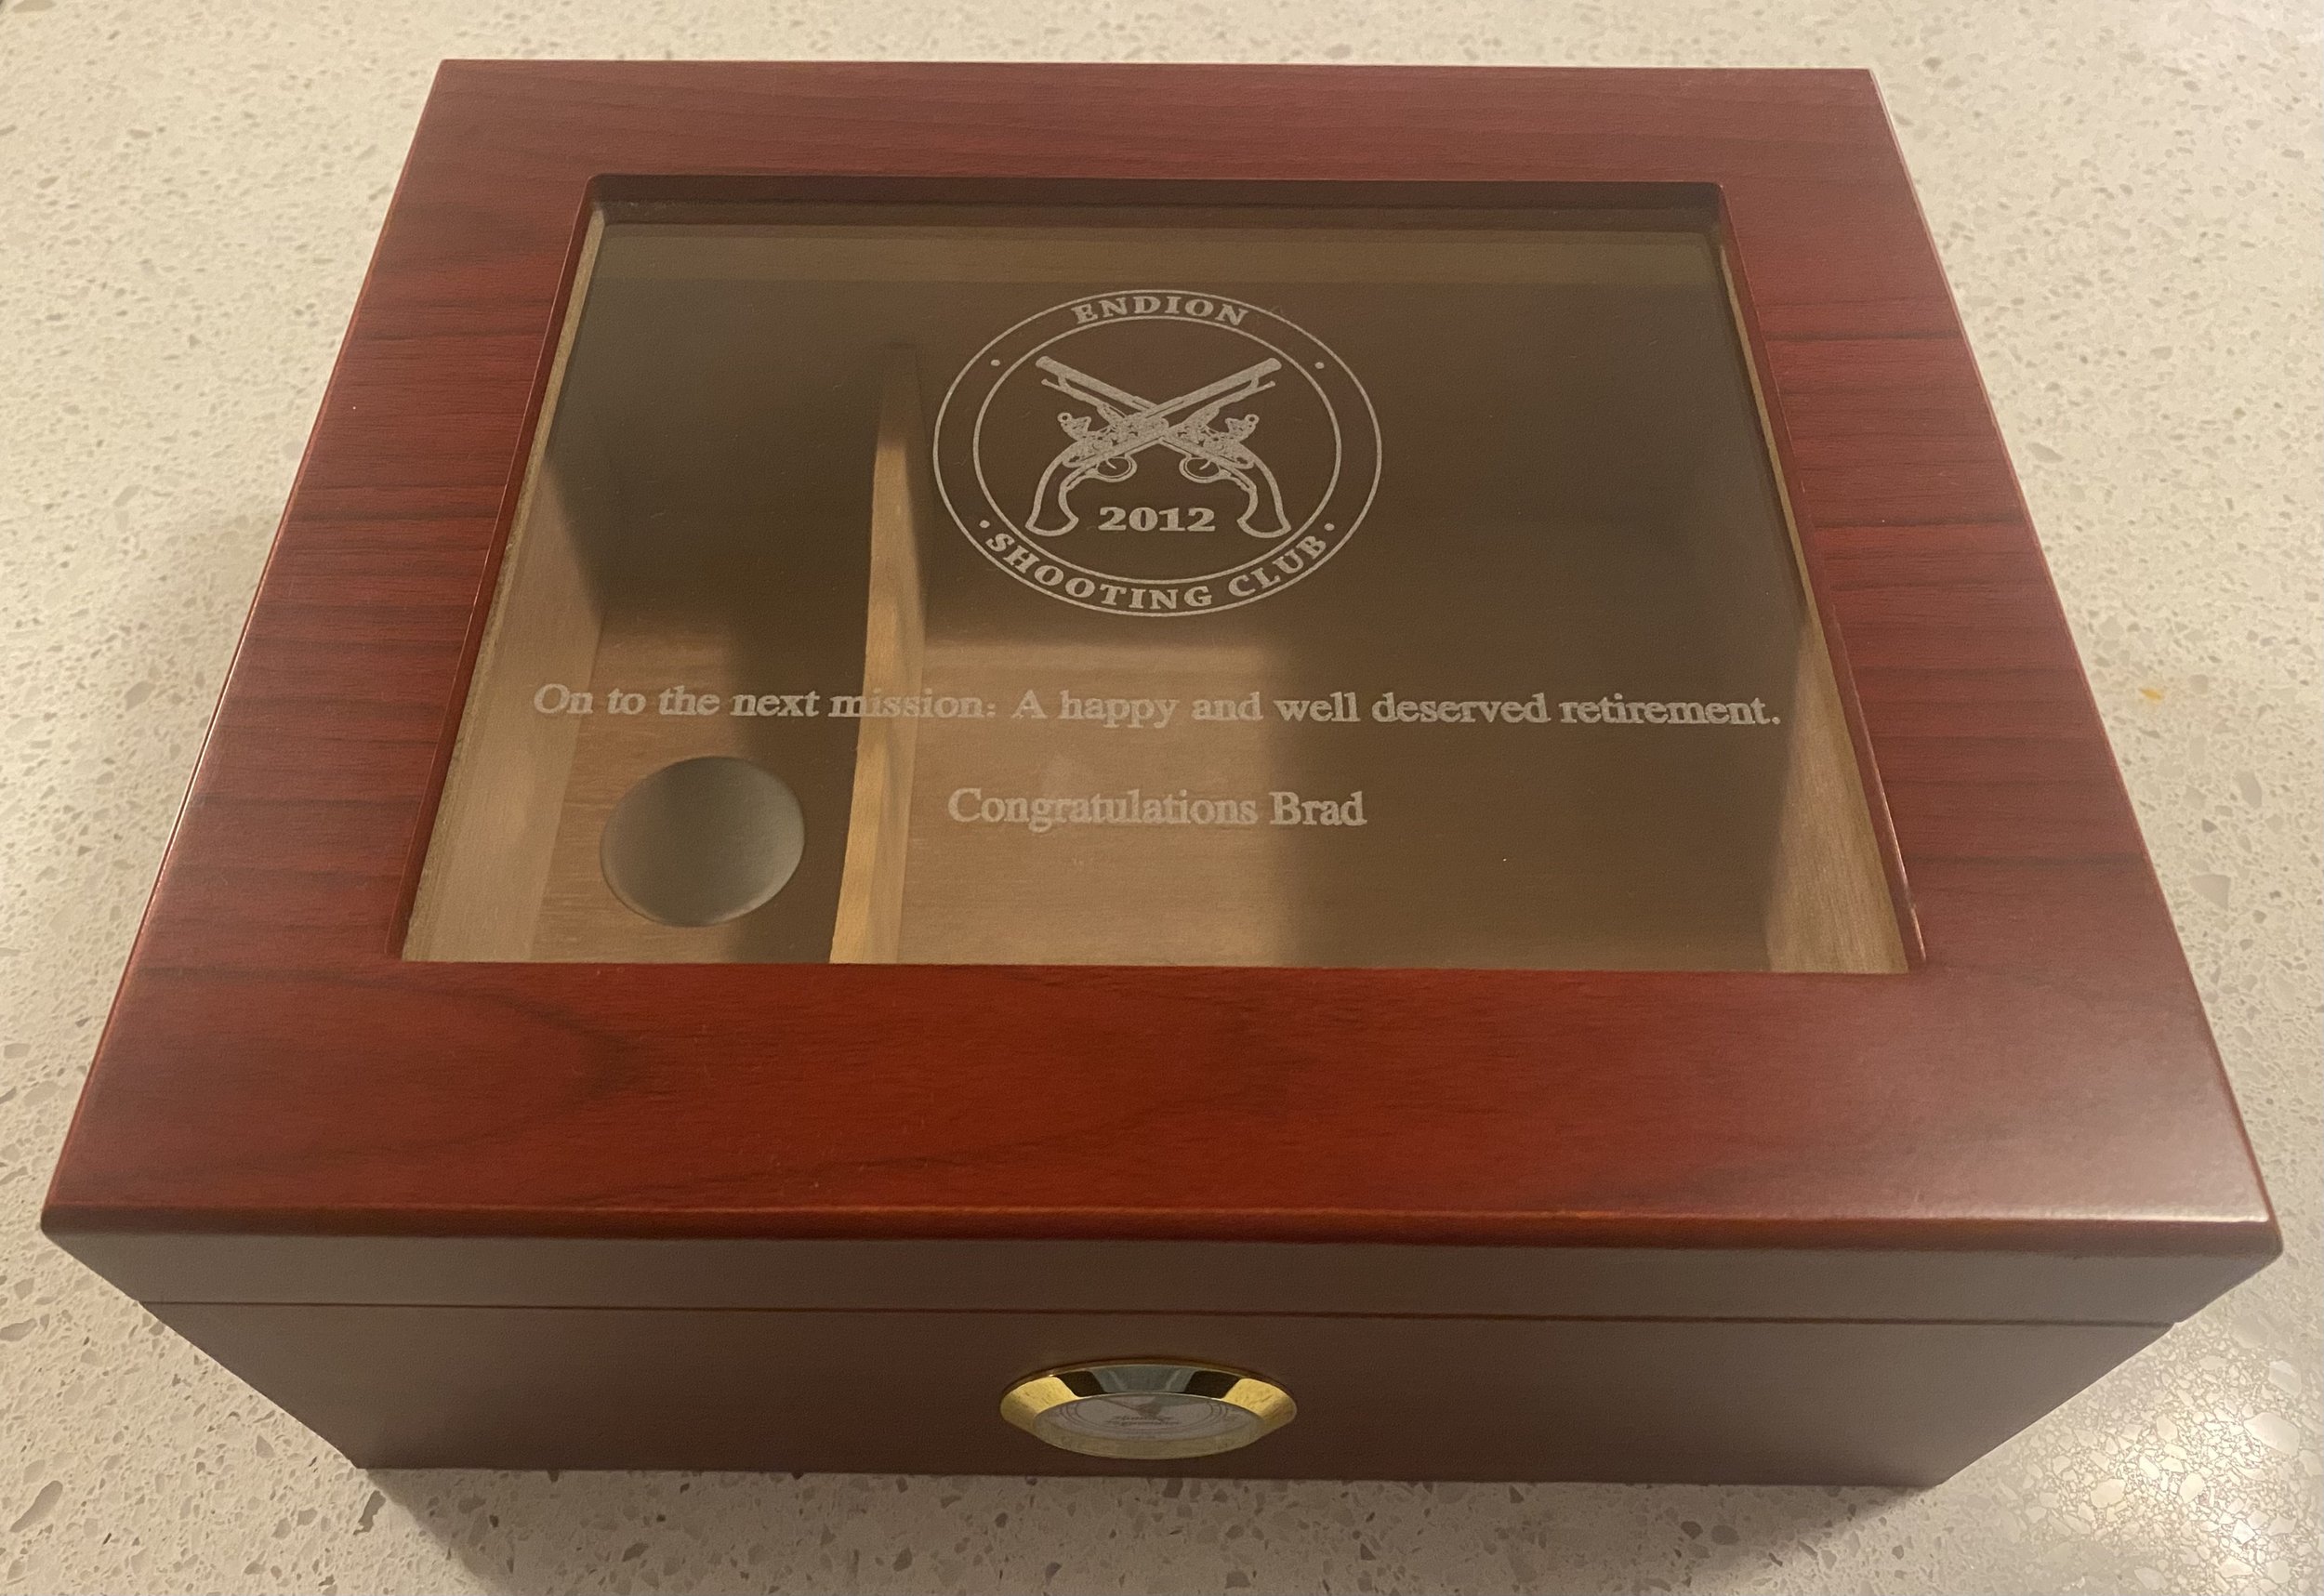 ENDION
2012
SHOOTING CLUB
On to the next mission: A happy and well deserved retirement.
Congratulations Brad